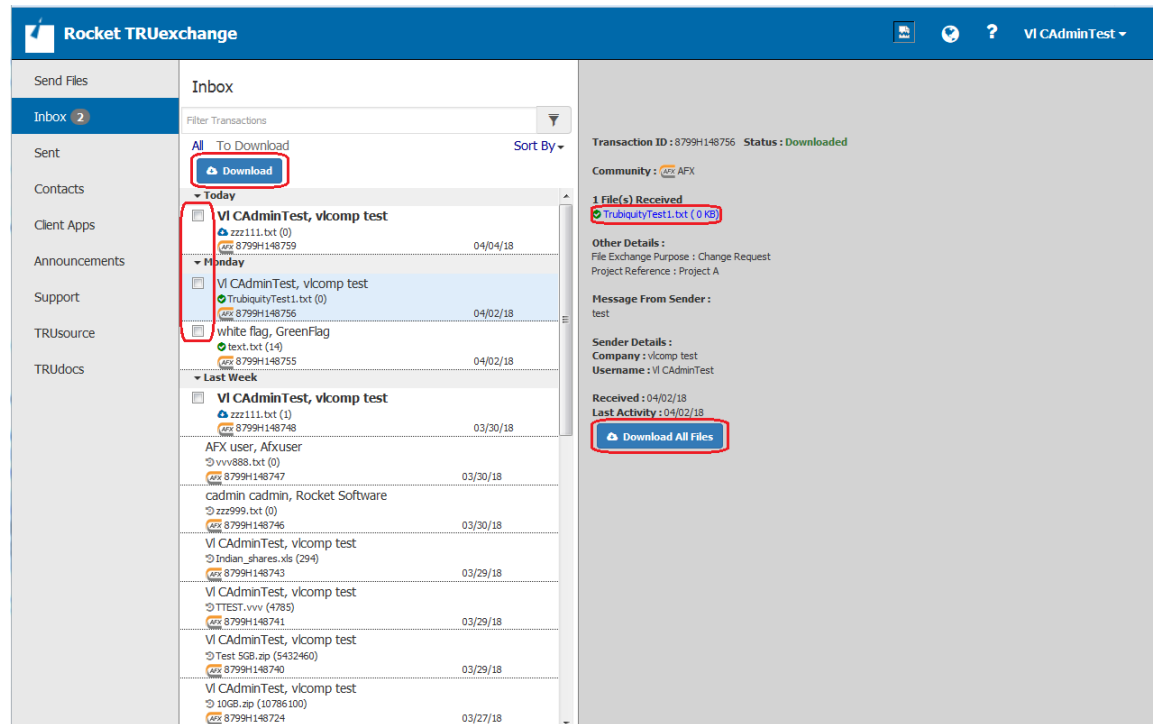 Rocket TRUexchange
? Vl CAdminTest
Send Files
Inbox 2
Sent
Contacts
Client Apps
Announcements
Support
TRUsource
TRUdocs
Inbox
Filter Transactions
All To Download Sort By
Download
Today
Vl CAdminTest, vlcomp test
zzz111.txt (0)
AFX 8799H148759 04/04/18
Monday
Vl CAdminTest, vlcomp test
TrubiquityTest1.txt (0)
AFX 8799H148756 04/02/18
white flag, GreenFlag
text.txt (14)
AFX 8799H148755 04/02/18
Last Week
Vl CAdminTest, vlcomp test
zzz111.txt (1)
AFX 8799H148748 03/30/18
AFX user, Afxuser
vvv888.txt (0)
AFX 8799H148747 03/30/18
cadmin cadmin, Rocket Software
zzz999.txt (0)
AFX 8799H148746 03/30/18
Vl CAdminTest, vlcomp test
Indian_shares.xls (294)
AFX 8799H148743 03/29/18
Vl CAdminTest, vlcomp test
TTEST.vvv (4785)
AFX 8799H148741 03/29/18
Vl CAdminTest, vlcomp test
Test 5GB.zip (5432460)
AFX 8799H148740 03/29/18
Vl CAdminTest, vlcomp test
10GB.zip (10786100)
AFX 8799H148724 03/27/18
Transaction ID : 8799H148756 Status : Downloaded
Community : AFX AFX
1 File(s) Received
TrubiquityTest1.txt ( 0 KB)
Other Details :
File Exchange Purpose : Change Request
Project Reference : Project A
Message From Sender :
test
Sender Details :
Company : vlcomp test
Username : Vl CAdminTest
Received : 04/02/18
Last Activity : 04/02/18
Download All Files